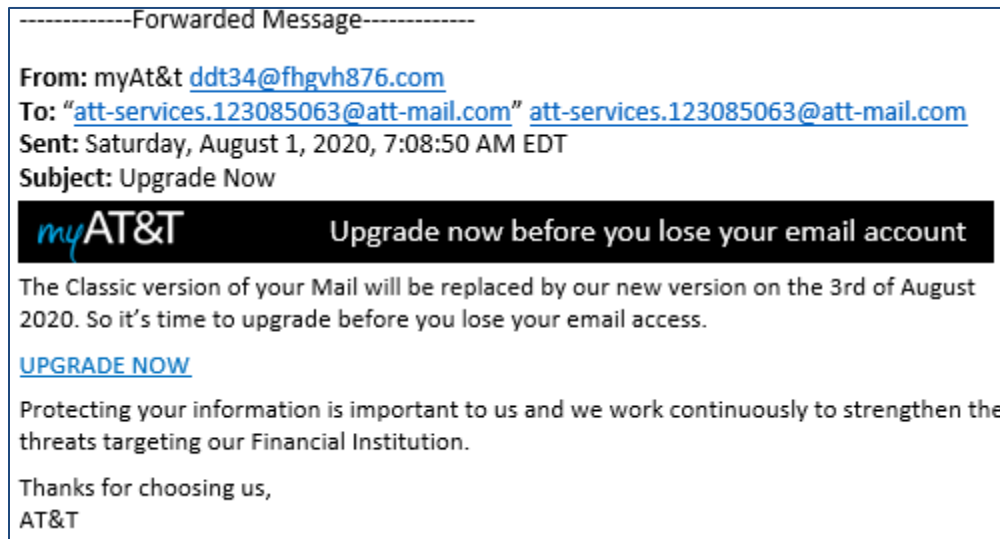 -------------Forwarded Message-------------
From: myAt&t ddt34@fhgvh876.com
To: “att-services.123085063@att-mail.com” att-services.123085063@att-mail.com
Sent: Saturday, August 1, 2020, 7:08:50 AM EDT
Subject: Upgrade Now
myAT&T Upgrade now before you lose your email account
The Classic version of your Mail will be replaced by our new version on the 3rd of August
2020. So it’s time to upgrade before you lose your email access.
UPGRADE NOW
Protecting your information is important to us and we work continuously to strengthen the
threats targeting our Financial Institution.
Thanks for choosing us,
AT&T